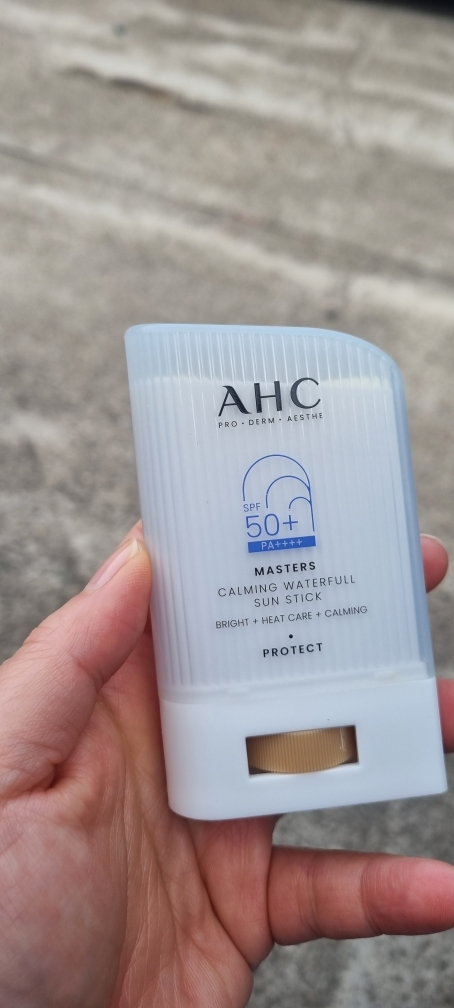 AHC
PRO • DERM • AESTHE
SPF
50+
PA++++
MASTERS
CALMING WATERFULL
SUN STICK
BRIGHT + HEAT CARE + CALMING
•
PROTECT